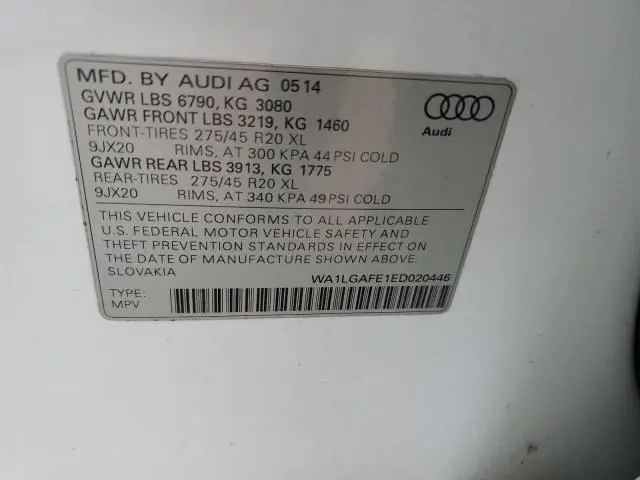 MFD. BY AUDI AG 0514
GVWR LBS 6790, KG 3080
GAWR FRONT LBS 3219, KG 1460
FRONT-TIRES 275/45 R20 XL
9JX20 RIMS, AT 300 KPA 44 PSI COLD
GAWR REAR LBS 3913, KG 1775
REAR-TIRES 275/45 R20 XL
9JX20 RIMS, AT 340 KPA 49 PSI COLD
Audi
THIS VEHICLE CONFORMS TO ALL APPLICABLE
U.S. FEDERAL MOTOR VEHICLE SAFETY AND
THEFT PREVENTION STANDARDS IN EFFECT ON
THE DATE OF MANUFACTURE SHOWN ABOVE.
SLOVAKIA
WA1LGAFE1ED020446
TYPE:
MPV